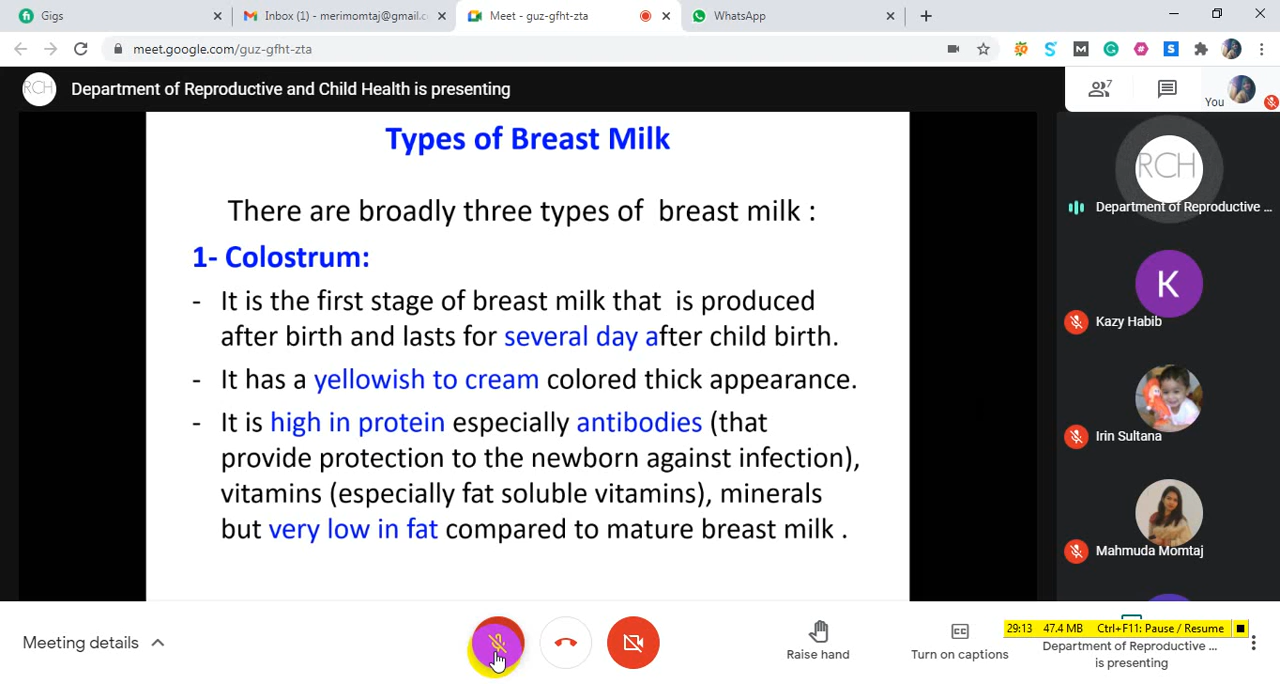 Gigs
Inbox (1) - merimomtaj@gmail.c
Meet - guz-gfht-zta
WhatsApp
meet.google.com/guz-gfht-zta
RCH
Department of Reproductive and Child Health is presenting
7
You
Types of Breast Milk
There are broadly three types of breast milk :
1- Colostrum:
- It is the first stage of breast milk that is produced
after birth and lasts for several day after child birth.
- It has a yellowish to cream colored thick appearance.
- It is high in protein especially antibodies (that
provide protection to the newborn against infection),
vitamins (especially fat soluble vitamins), minerals
but very low in fat compared to mature breast milk .
RCH
Department of Reproductive ...
K
Kazy Habib
Irin Sultana
Mahmuda Momtaj
Meeting details
Raise hand
Turn on captions
29:13 47.4 MB Ctrl+F11: Pause / Resume
Department of Reproductive ...
is presenting